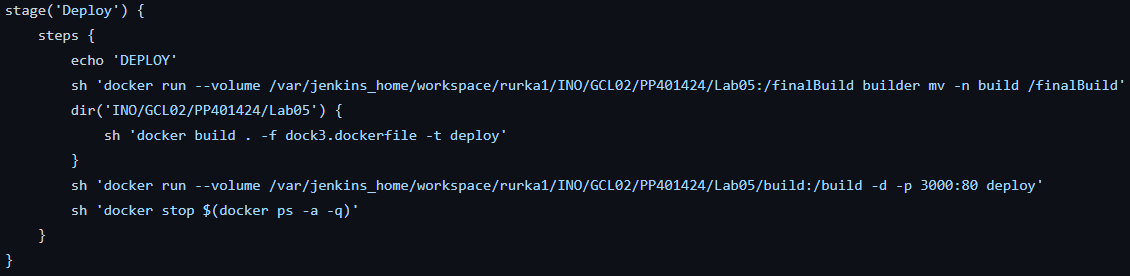 stage('Deploy') {
    steps {
        echo 'DEPLOY'
        sh 'docker run --volume /var/jenkins_home/workspace/rurka1/INO/GCL02/PP401424/Lab05:/finalBuild builder mv -n build /finalBuild'
        dir('INO/GCL02/PP401424/Lab05') {
            sh 'docker build . -f dock3.dockerfile -t deploy'
        }
        sh 'docker run --volume /var/jenkins_home/workspace/rurka1/INO/GCL02/PP401424/Lab05/build:/build -d -p 3000:80 deploy'
        sh 'docker stop $(docker ps -a -q)'
    }
}